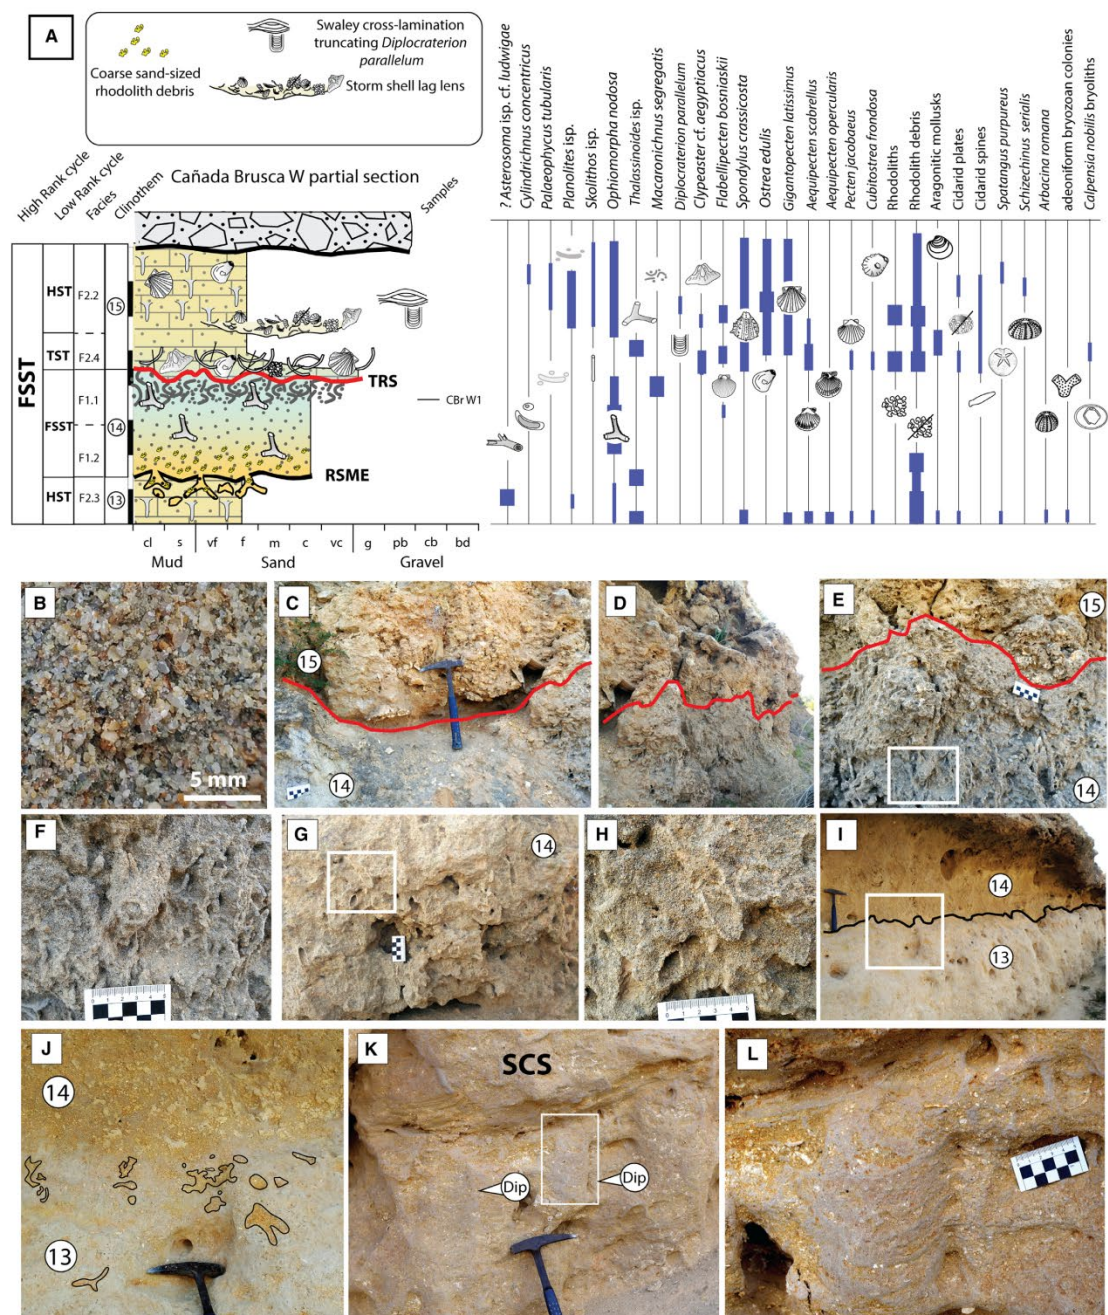 A
Coarse sand-sized
rhodolith debris
Swaley cross-lamination
truncating Diplocraterion
parallelum
Storm shell lag lens
High Rank cycle
Low Rank cycle
Facies
Clinothem
Cañada Brusca W partial section
Samples
? Asterosoma isp. cf. ludwigae
Cylindrichnus concentricus
Palaeophycus tubularis
Planolites isp.
Skolithos isp.
Ophiomorpha nodosa
Thalassinoides isp.
Macaronichnus segregatis
Diplocraterion parallelum
Clypeaster cf. aegyptiacus
Flabellipecten bosniaskii
Spondylus crassicosta
Ostrea edulis
Gigantopecten latissimus
Aequipecten scabrellus
Aequipecten opercularis
Pecten jacobaeus
Cubitostrea frondosa
Rhodoliths
Rhodolith debris
Aragonitic mollusks
Cidarid plates
Cidarid spines
Spatangus purpureus
Schizechinus serialis
Arbacina romana
adeoniform bryozoan colonies
Calpensia nobilis bryoliths
FSST
HST F2.2 15
TST F2.4
TRS
F1.1
CBr W1
FSST 14
F1.2
RSME
HST F2.3 13
cl s vf f m c vc g pb cb bd
Mud Sand Gravel
B
5 mm
C
15
14
D
E
15
14
F
G
14
H
I
14
13
J
14
13
K
SCS
Dip
Dip
L